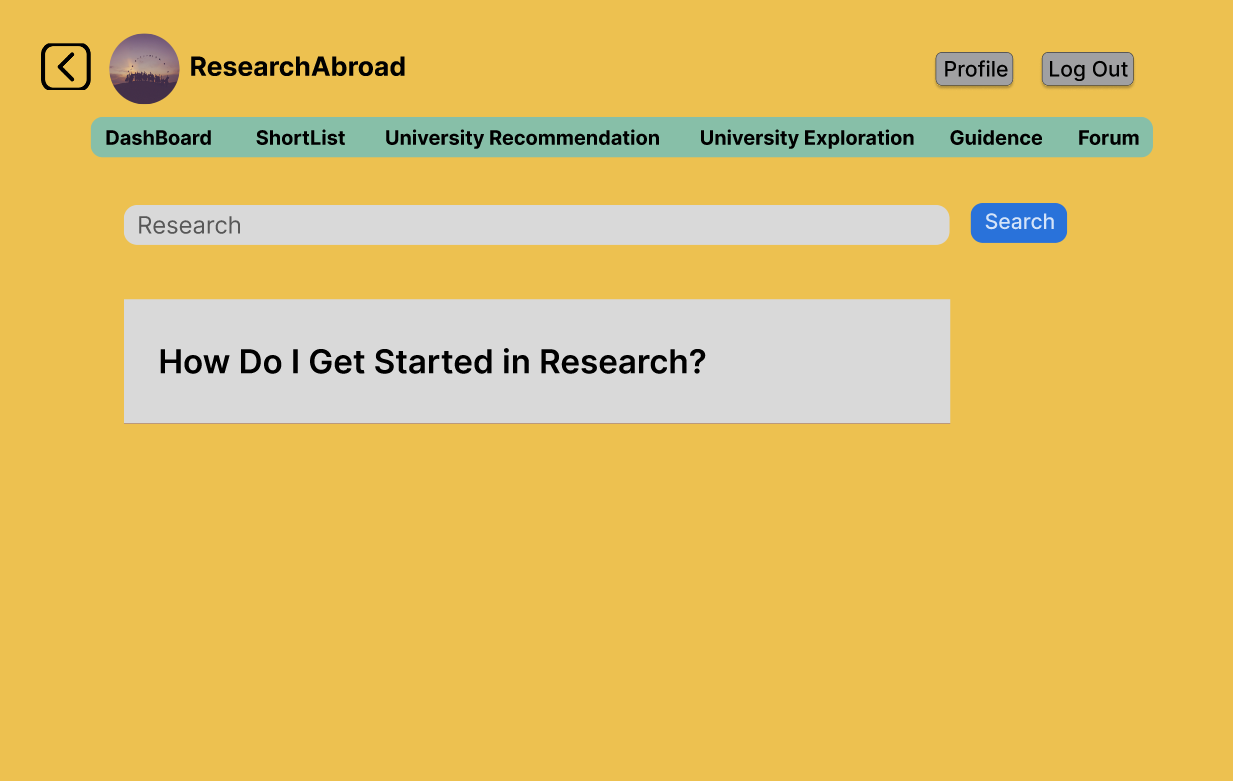 ResearchAbroad
Profile
Log Out
DashBoard ShortList University Recommendation University Exploration Guidence Forum
Research
Search
How Do I Get Started in Research?